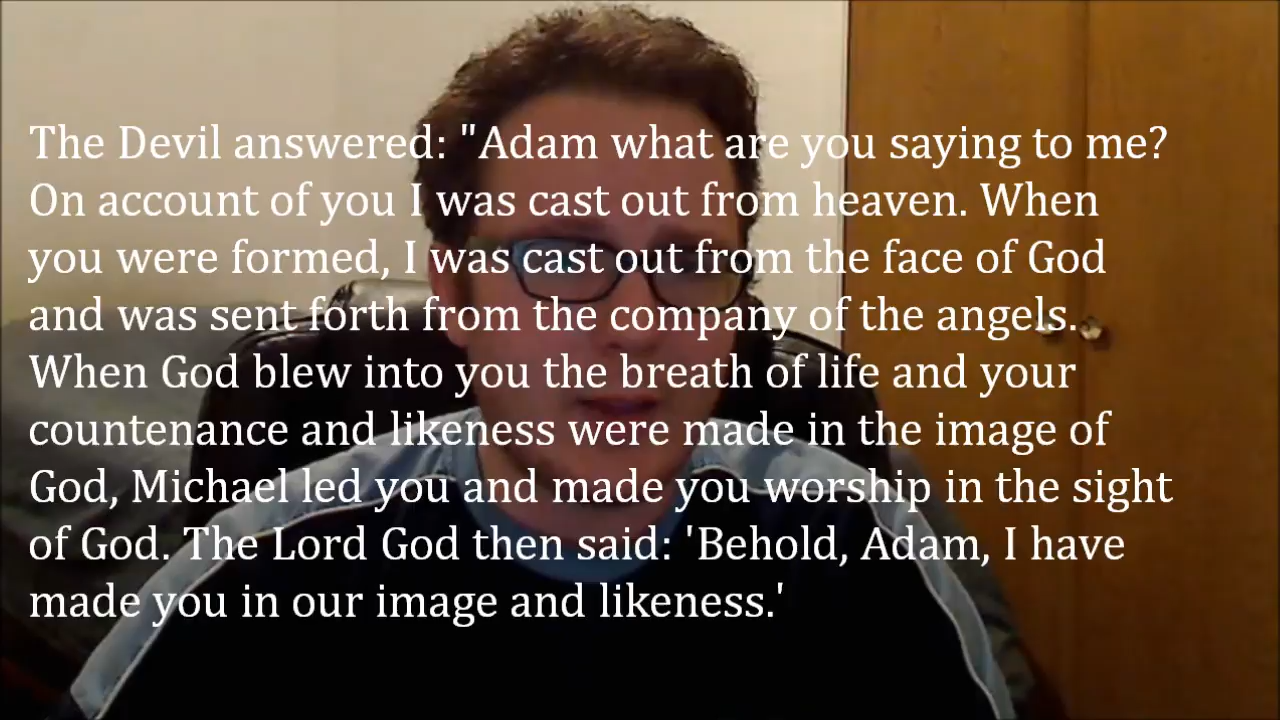 The Devil answered: "Adam what are you saying to me?
On account of you I was cast out from heaven. When
you were formed, I was cast out from the face of God
and was sent forth from the company of the angels.
When God blew into you the breath of life and your
countenance and likeness were made in the image of
God, Michael led you and made you worship in the sight
of God. The Lord God then said: 'Behold, Adam, I have
made you in our image and likeness.'